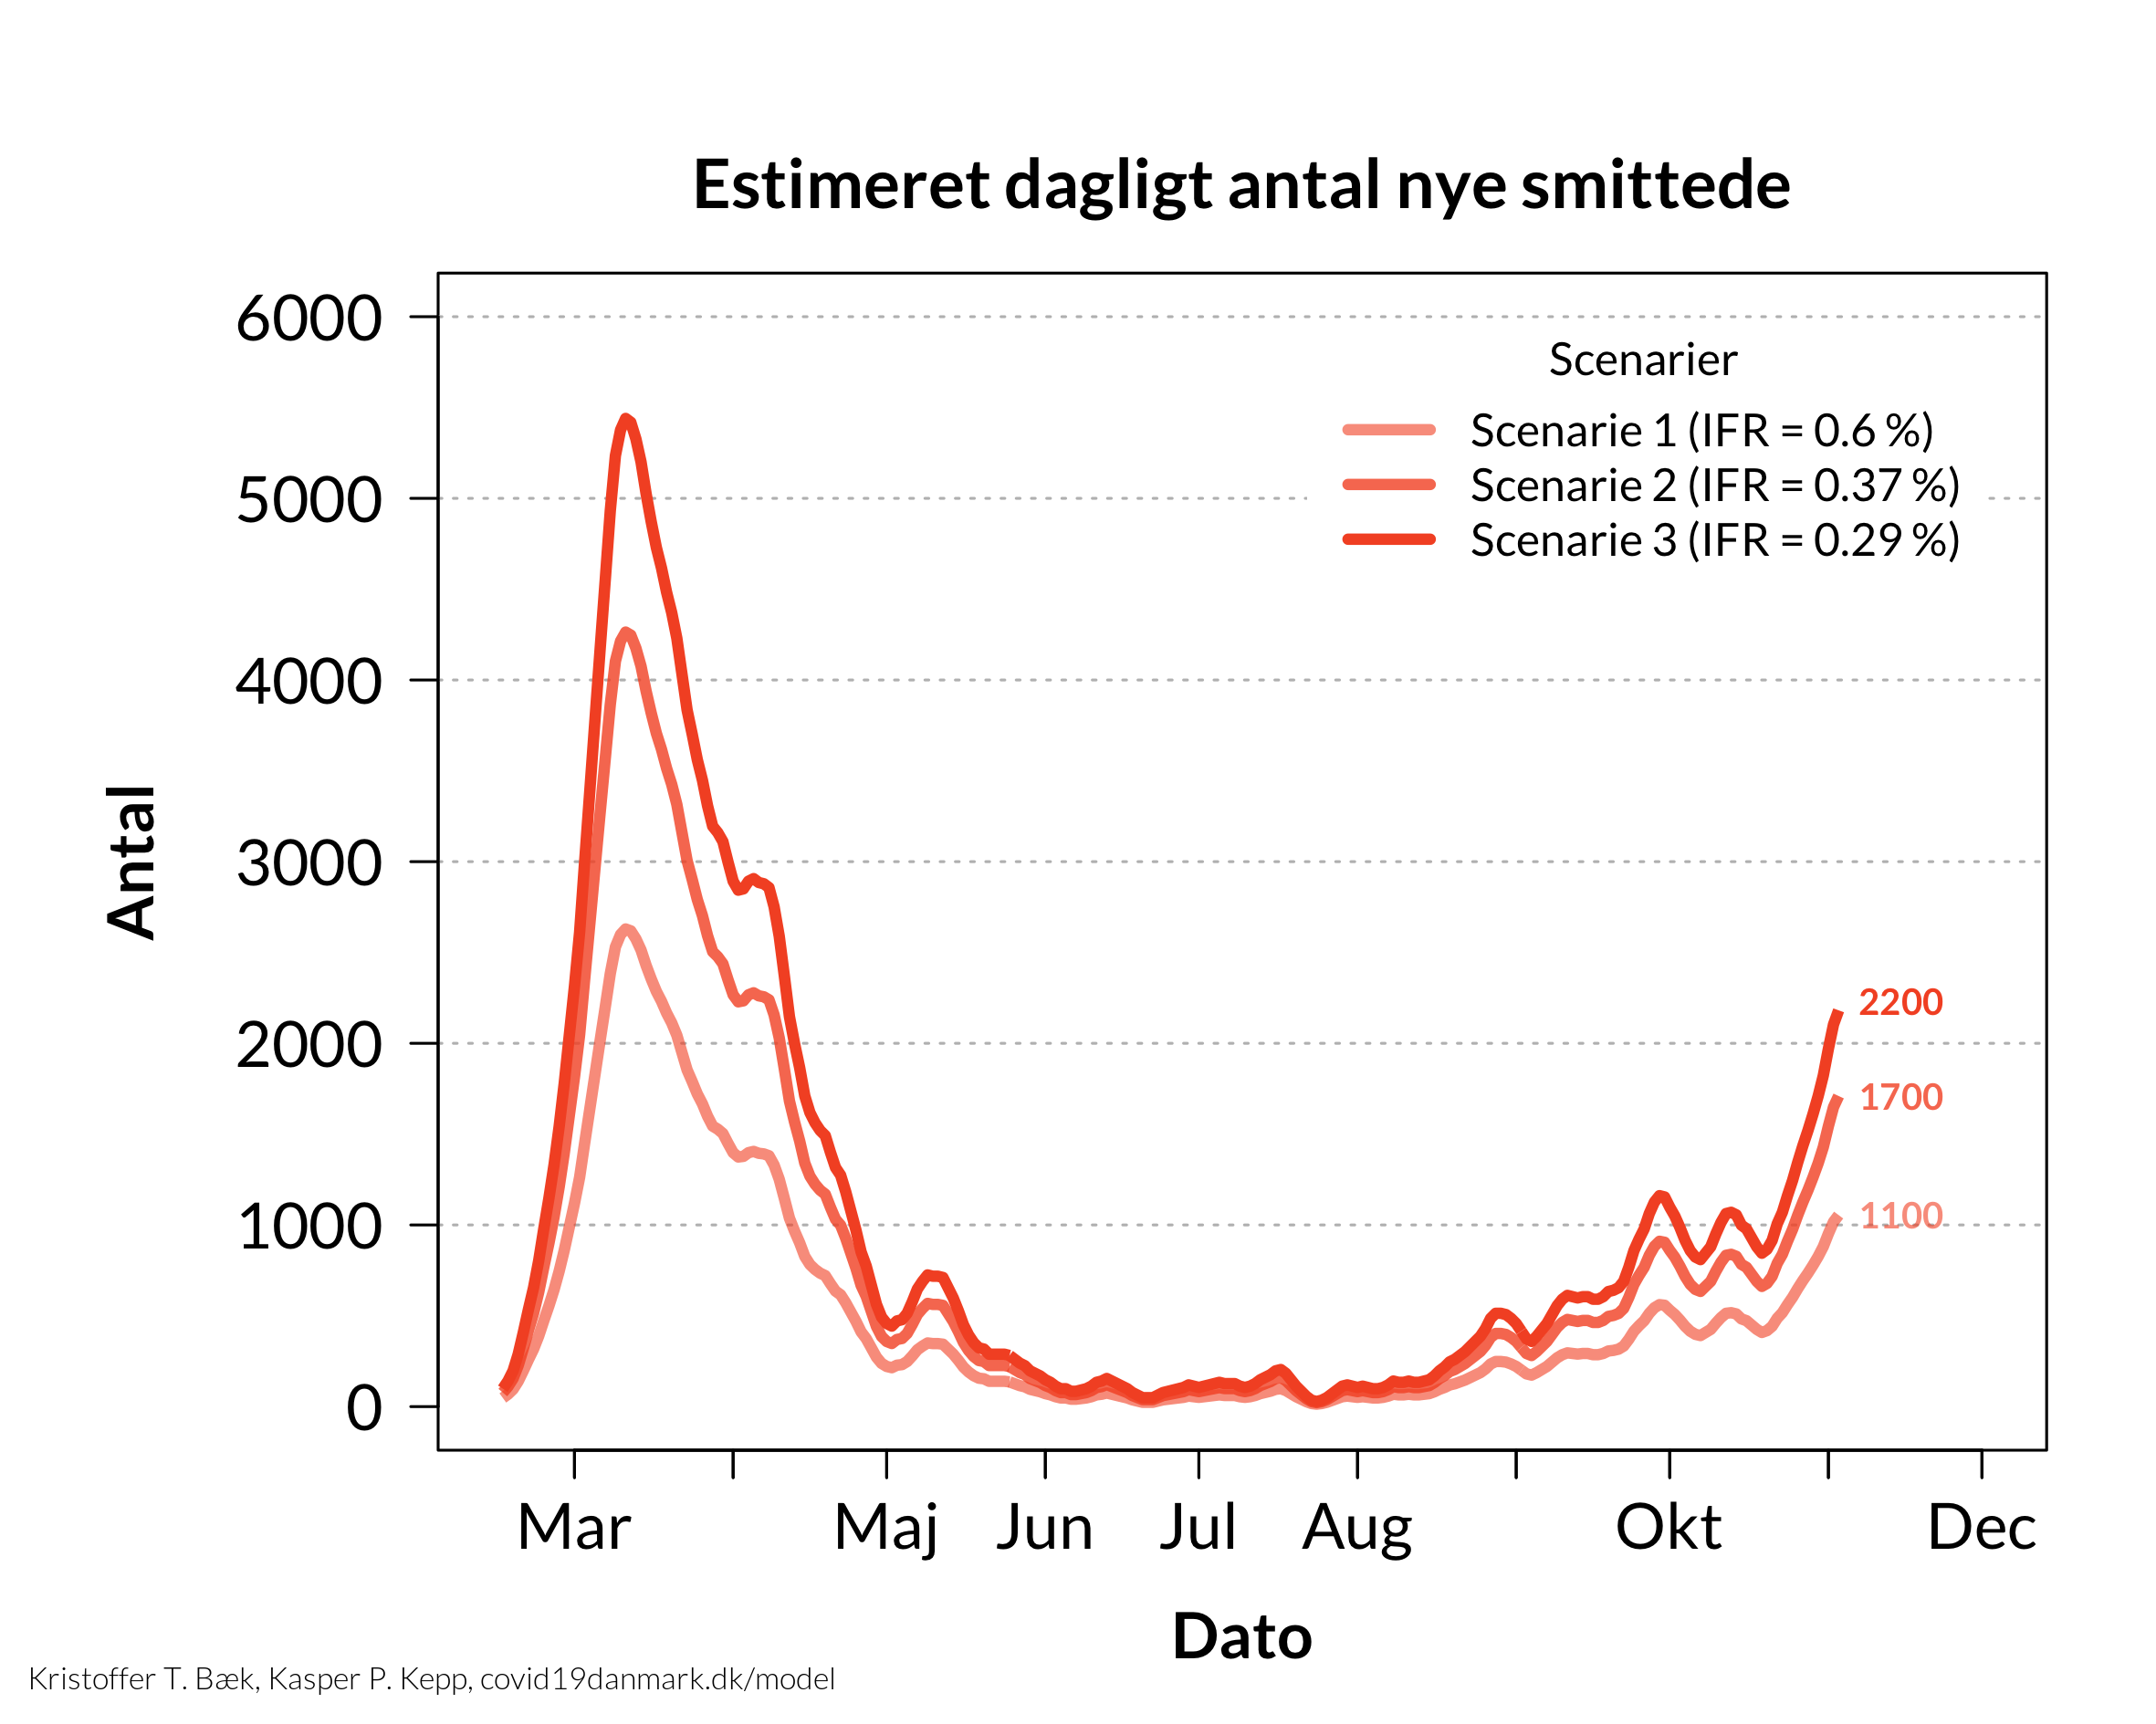 Estimeret dagligt antal nye smittede
Antal
6000
5000
4000
3000
2000
1000
0
Scenarier
Scenarie 1 (IFR = 0.6 %)
Scenarie 2 (IFR = 0.37 %)
Scenarie 3 (IFR = 0.29 %)
2200
1700
1100
Mar Maj Jun Jul Aug Okt Dec
Dato
Kristoffer T. Bæk, Kasper P. Kepp, covid19danmark.dk/model